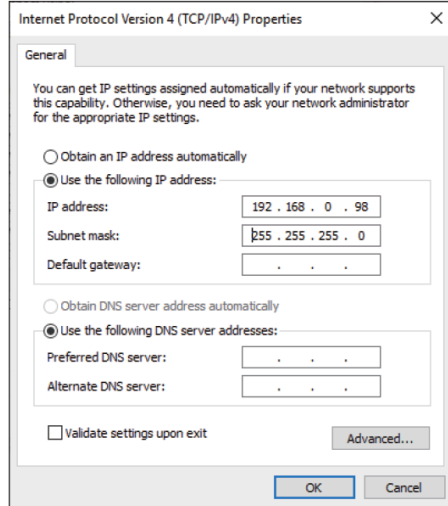 Internet Protocol Version 4 (TCP/IPv4) Properties
General
You can get IP settings assigned automatically if your network supports
this capability. Otherwise, you need to ask your network administrator
for the appropriate IP settings.
Obtain an IP address automatically
Use the following IP address:
IP address: 192 . 168 . 0 . 98
Subnet mask: 255 . 255 . 255 . 0
Default gateway: . . .
Obtain DNS server address automatically
Use the following DNS server addresses:
Preferred DNS server: . . .
Alternate DNS server: . . .
Validate settings upon exit
Advanced...
OK Cancel